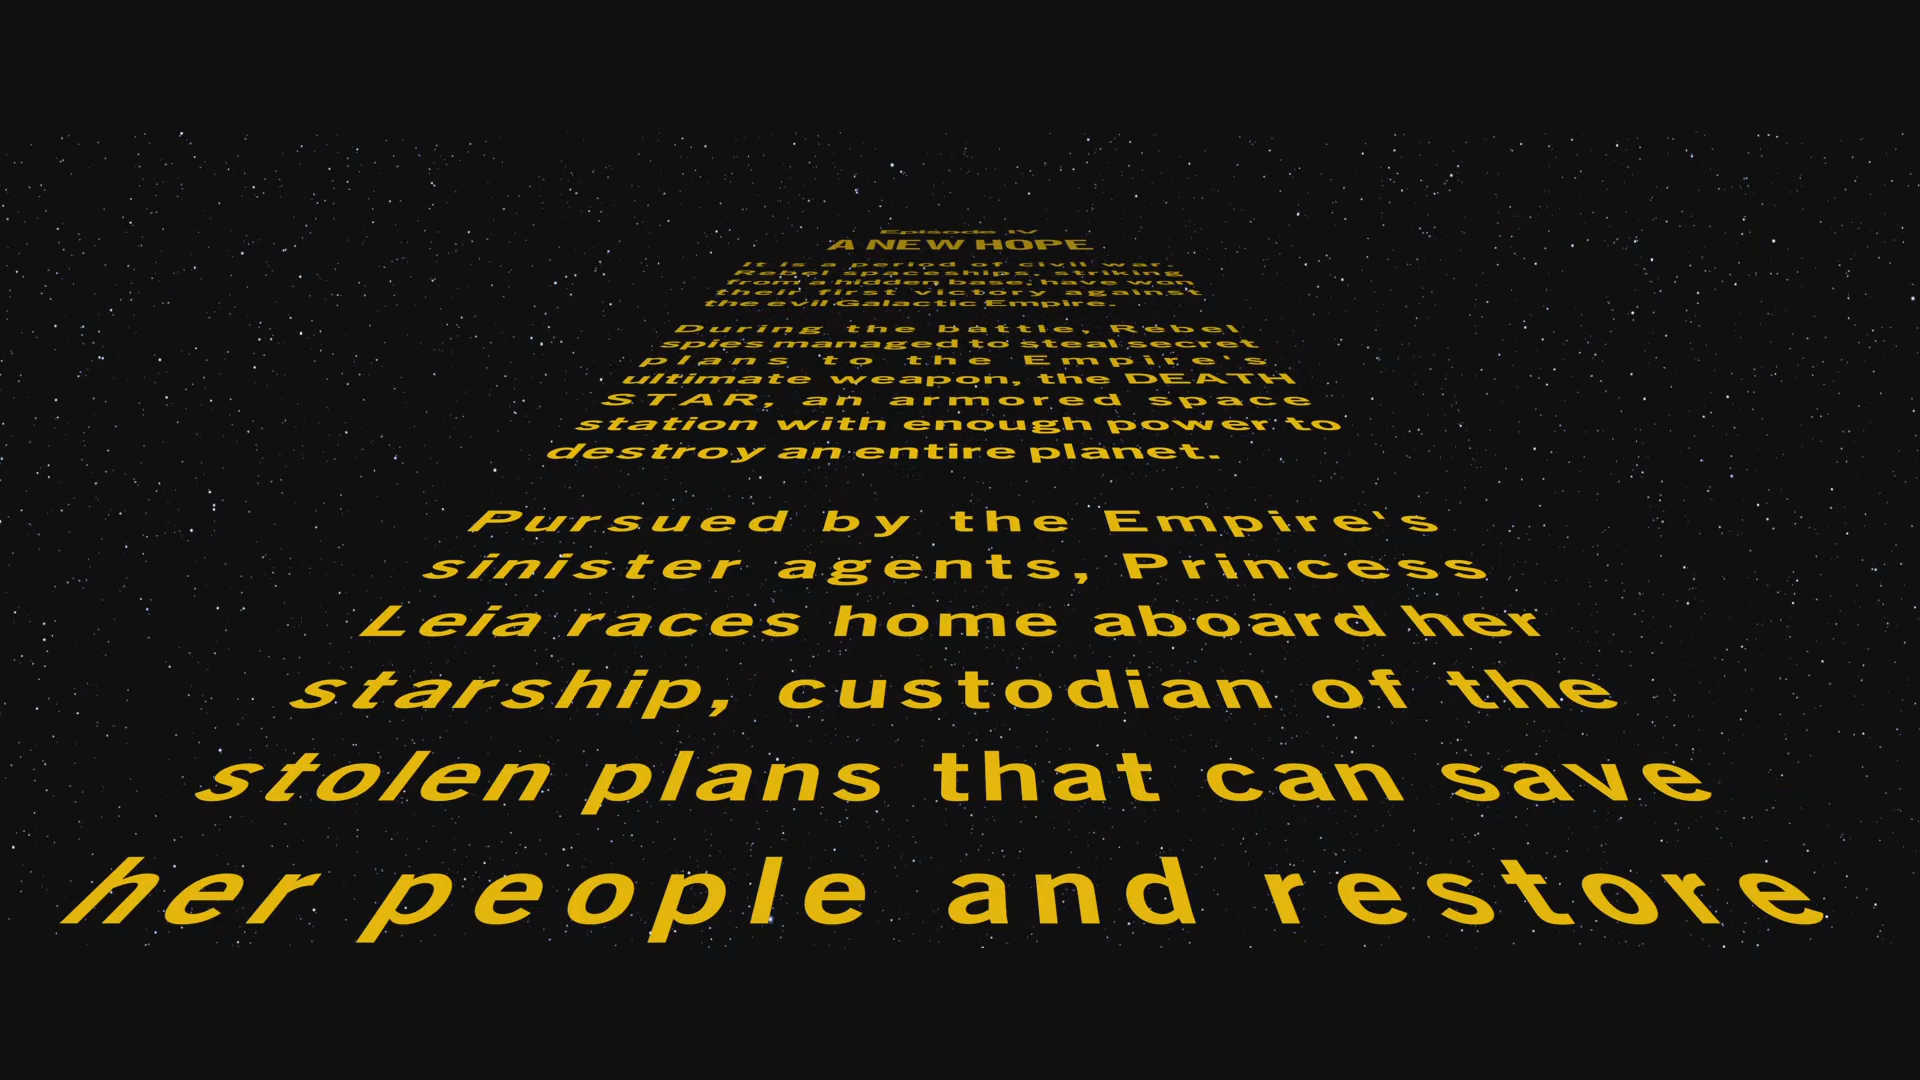 Episode IV
A NEW HOPE
It is a period of civil war.
Rebel spaceships, striking
from a hidden base, have won
their first victory against
the evil Galactic Empire.
During the battle, Rebel
spies managed to steal secret
plans to the Empire's
ultimate weapon, the DEATH
STAR, an armored space
station with enough power to
destroy an entire planet.
Pursued by the Empire's
sinister agents, Princess
Leia races home aboard her
starship, custodian of the
stolen plans that can save
her people and restore